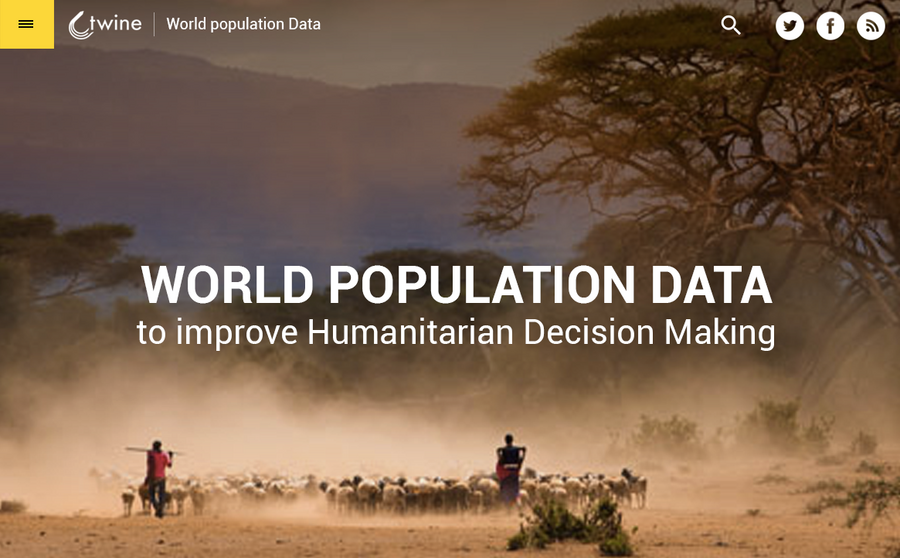 twine
World population Data
WORLD POPULATION DATA
to improve Humanitarian Decision Making